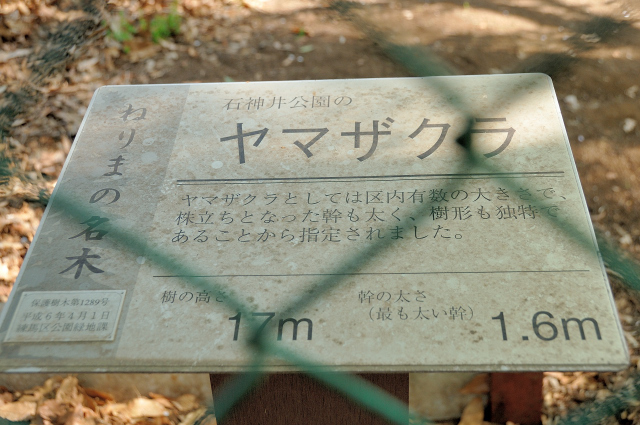 ねりまの名木
石神井公園の
ヤマザクラ
ヤマザクラとしては区内有数の大きさで、
株立ちとなった幹も太く、樹形も独特で
あることから指定されました。
樹の高さ
17m
幹の太さ
(最も太い幹)
1.6m
保護樹木第1289号
平成6年4月1日
練馬区公園緑地課